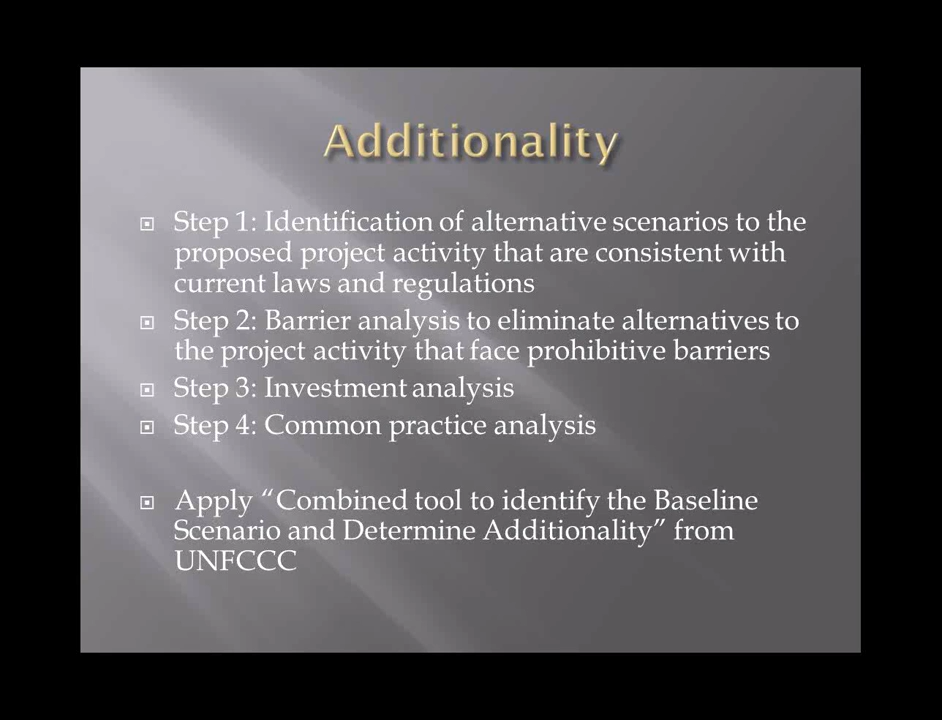 Additionality
Step 1: Identification of alternative scenarios to the
proposed project activity that are consistent with
current laws and regulations
Step 2: Barrier analysis to eliminate alternatives to
the project activity that face prohibitive barriers
Step 3: Investment analysis
Step 4: Common practice analysis
Apply “Combined tool to identify the Baseline
Scenario and Determine Additionality” from
UNFCCC